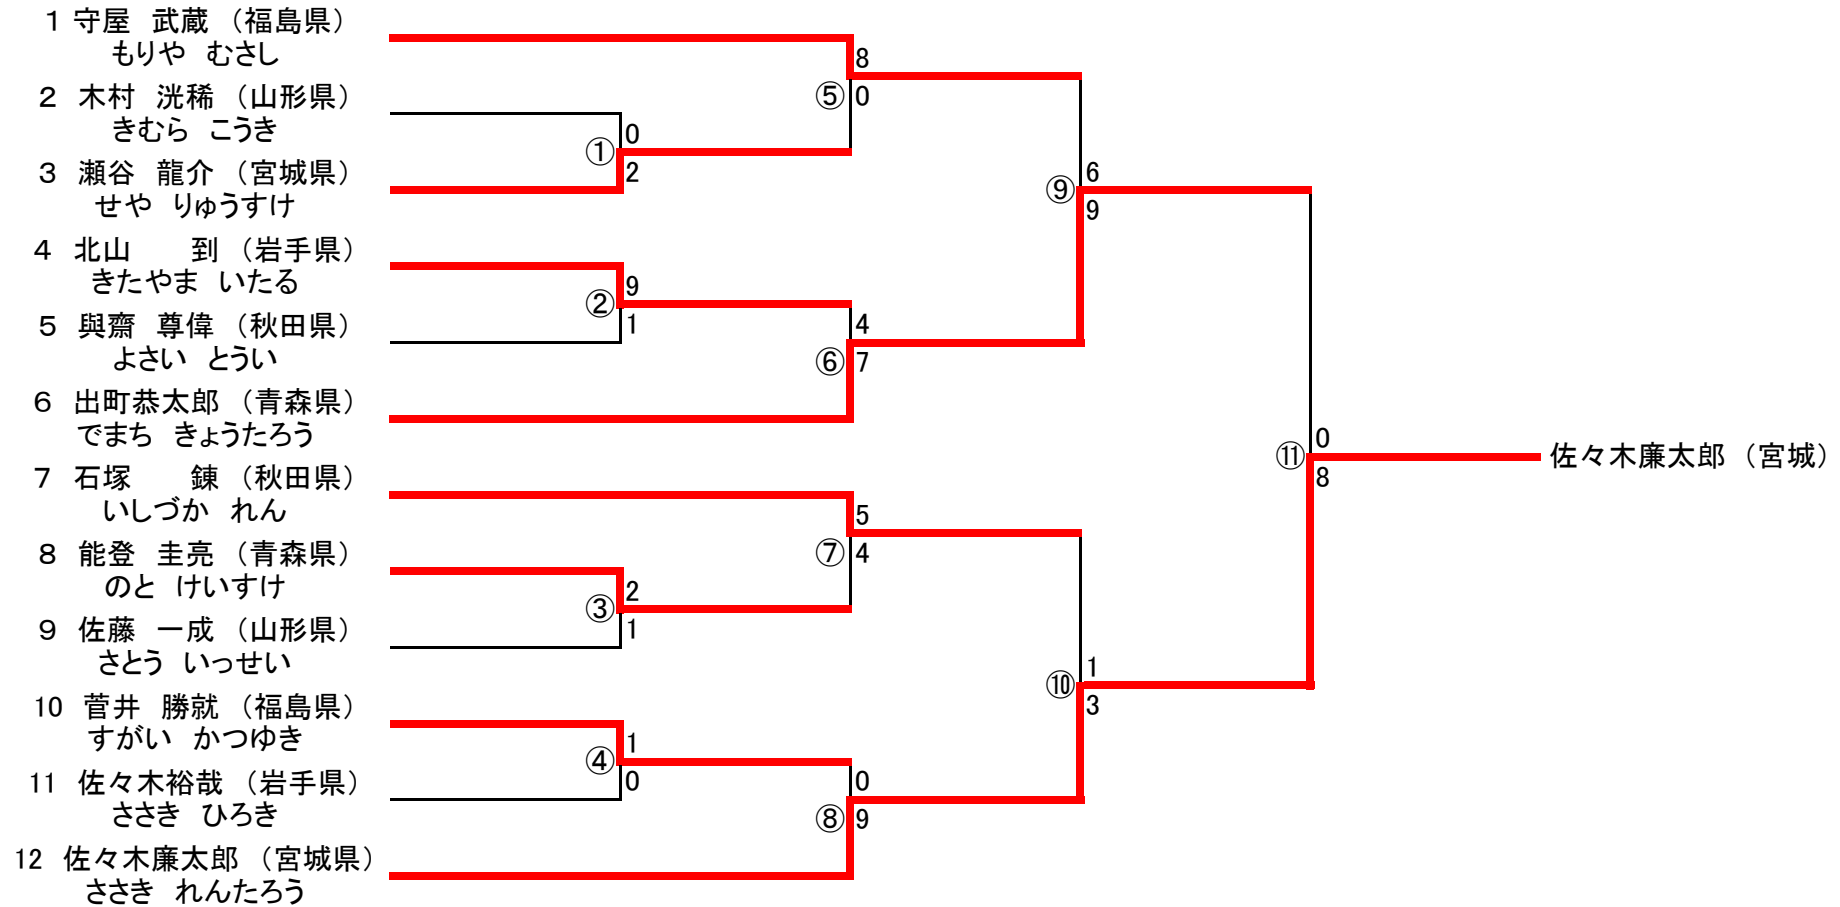 1 守屋 武蔵 （福島県）
もりや むさし
2 木村 洸稀 （山形県）
きむら こうき
3 瀬谷 龍介 （宮城県）
せや りゅうすけ
4 北山 到 （岩手県）
きたやま いたる
5 與齋 尊偉 （秋田県）
よさい とうい
6 出町恭太郎 （青森県）
でまち きょうたろう
7 石塚 錬 （秋田県）
いしづか れん
8 能登 圭亮 （青森県）
のと けいすけ
9 佐藤 一成 （山形県）
さとう いっせい
10 菅井 勝就 （福島県）
すがい かつゆき
11 佐々木裕哉 （岩手県）
ささき ひろき
12 佐々木廉太郎 （宮城県）
ささき れんたろう
① 0
2
② 9
1
③ 2
1
④ 1
0
8
⑤ 0
4
⑥ 7
5
⑦ 4
0
⑧ 9
6
⑨ 9
1
⑩ 3
0
⑪ 8
佐々木廉太郎 （宮城）